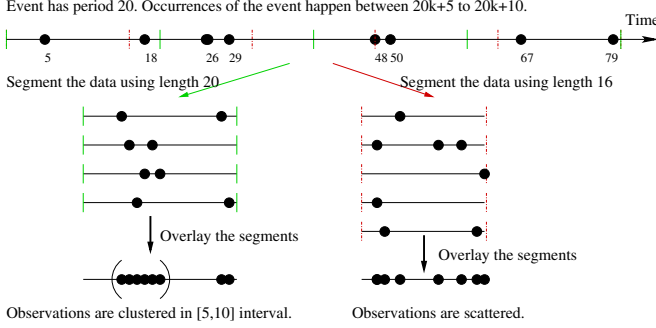 Event has period 20. Occurrences of the event happen between 20k+5 to 20k+10.
Time
5 18 26 29 48 50 67 79
Segment the data using length 20
Segment the data using length 16
Overlay the segments
Overlay the segments
Observations are clustered in [5,10] interval.
Observations are scattered.